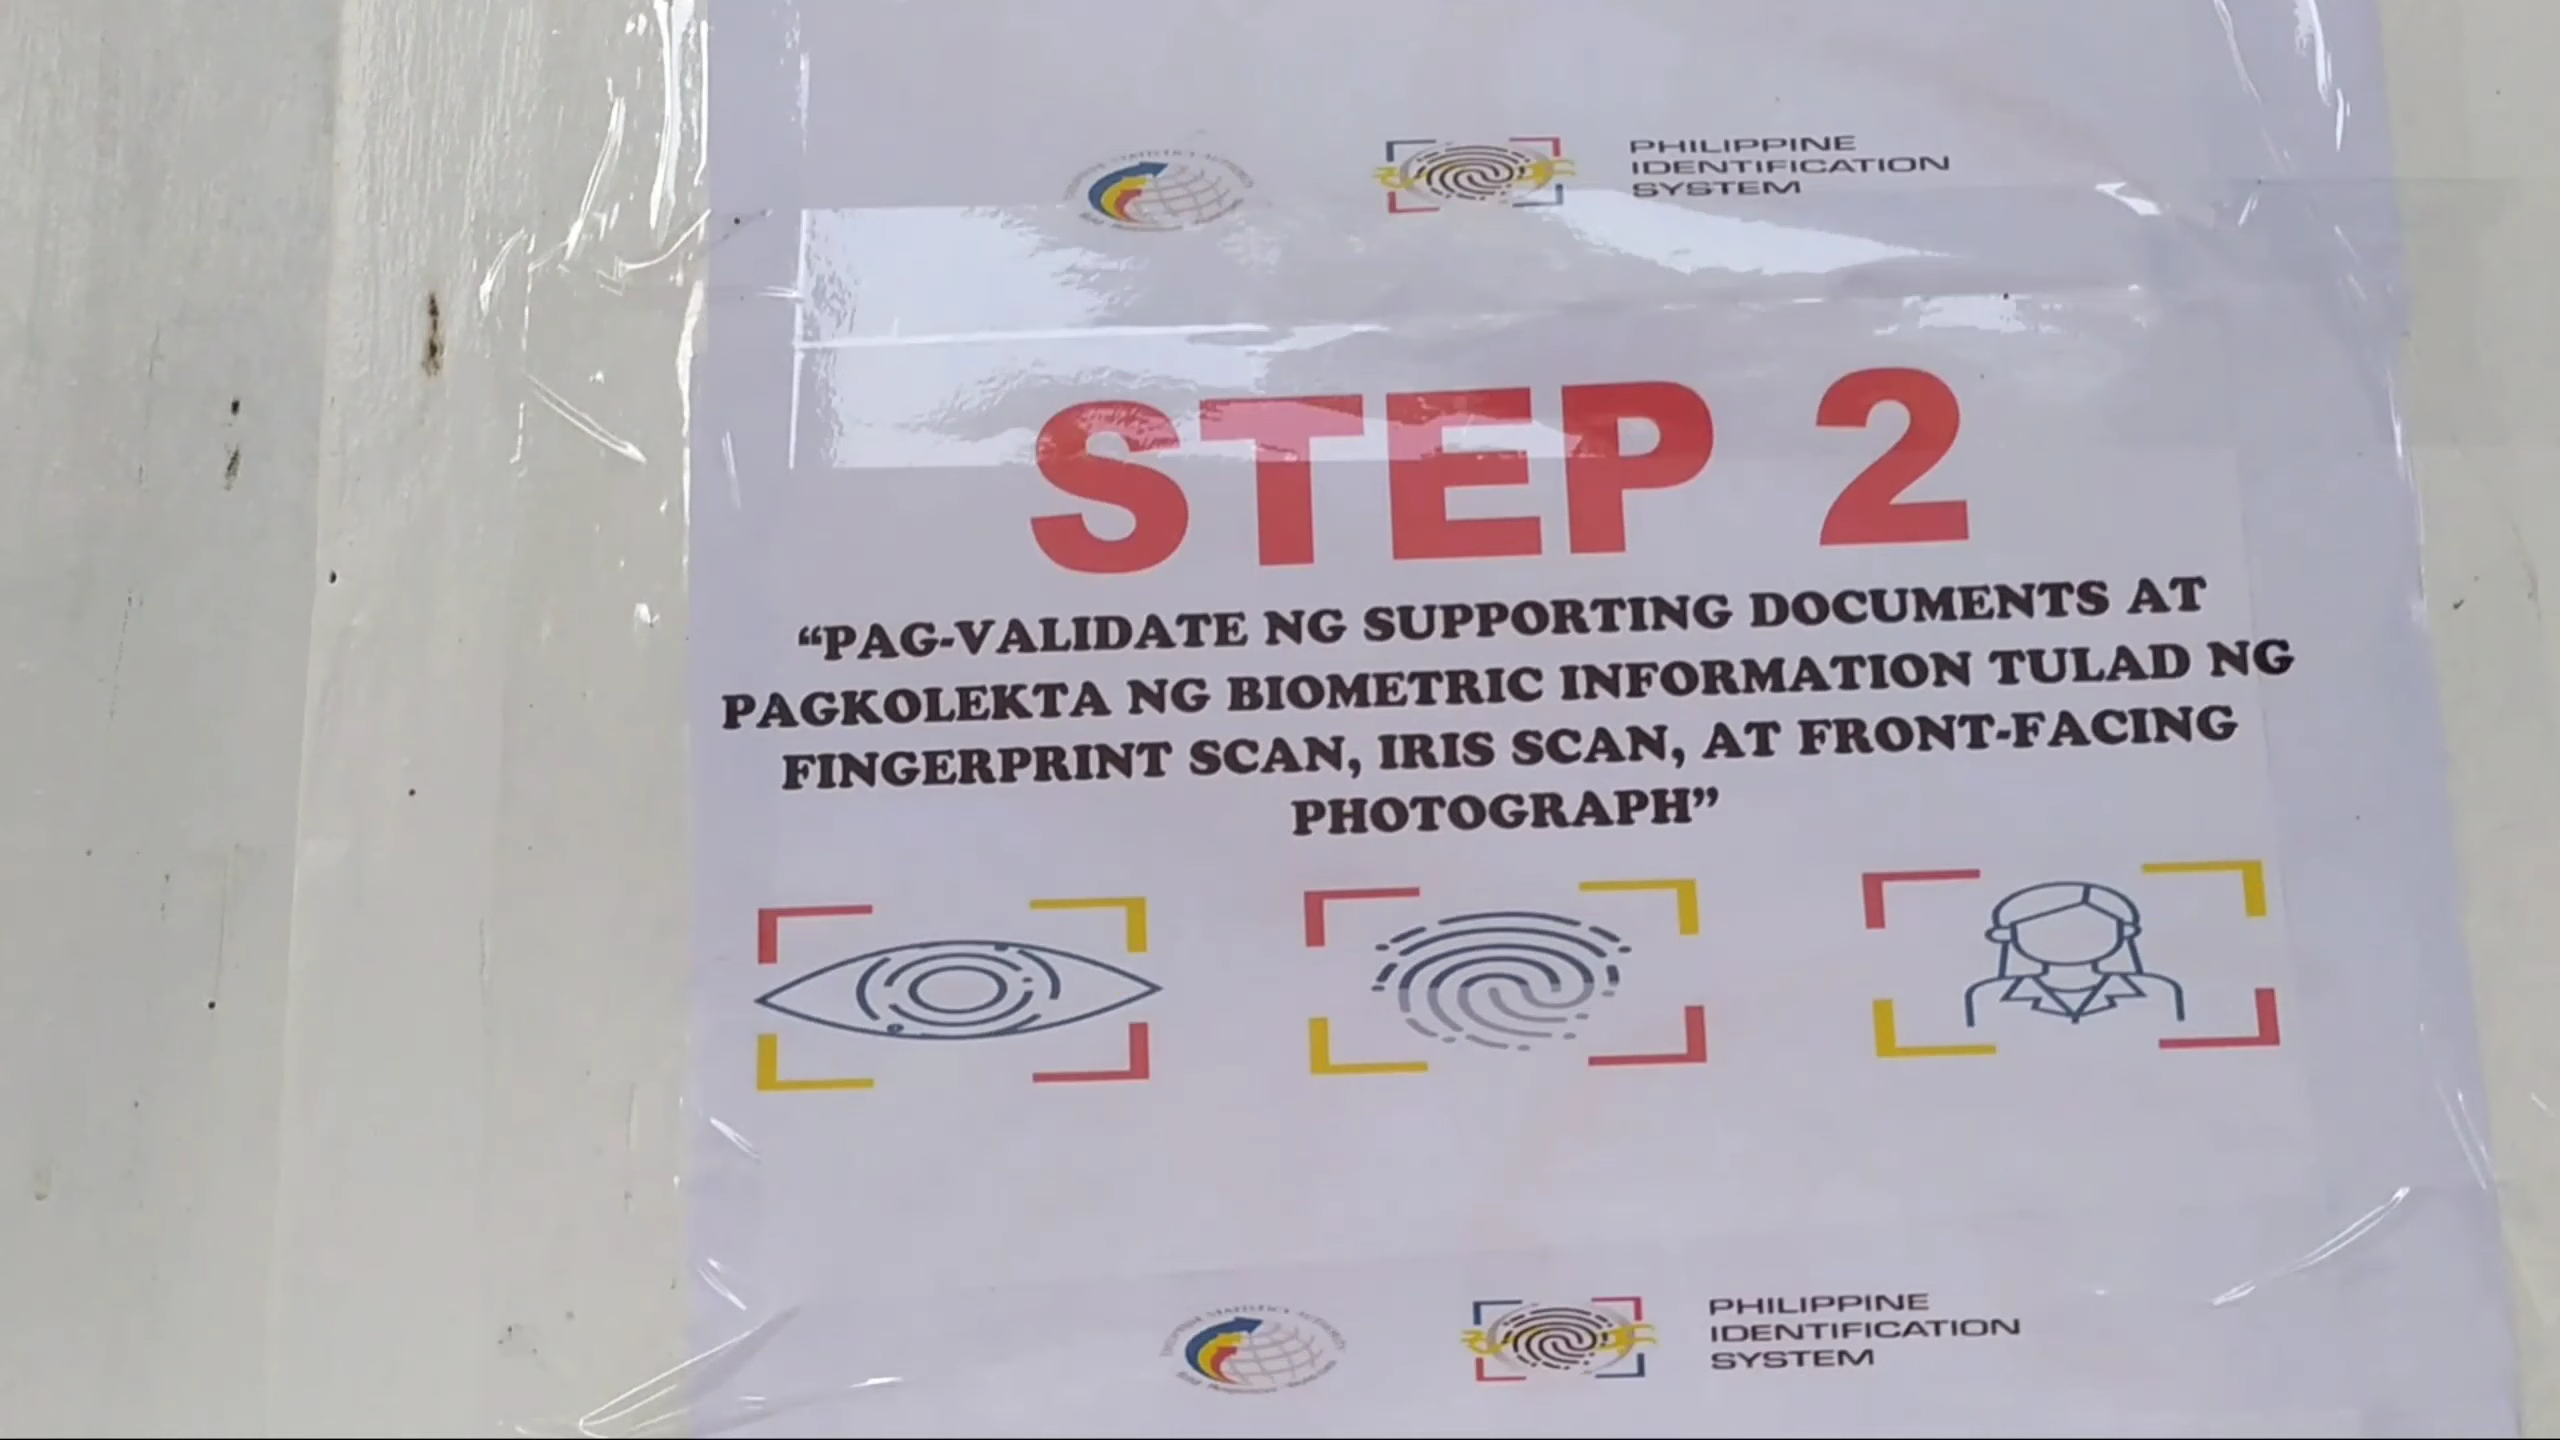 PHILIPPINE
IDENTIFICATION
SYSTEM
STEP 2
“PAG-VALIDATE NG SUPPORTING DOCUMENTS AT
PAGKOLEKTA NG BIOMETRIC INFORMATION TULAD NG
FINGERPRINT SCAN, IRIS SCAN, AT FRONT-FACING
PHOTOGRAPH”
PHILIPPINE
IDENTIFICATION
SYSTEM